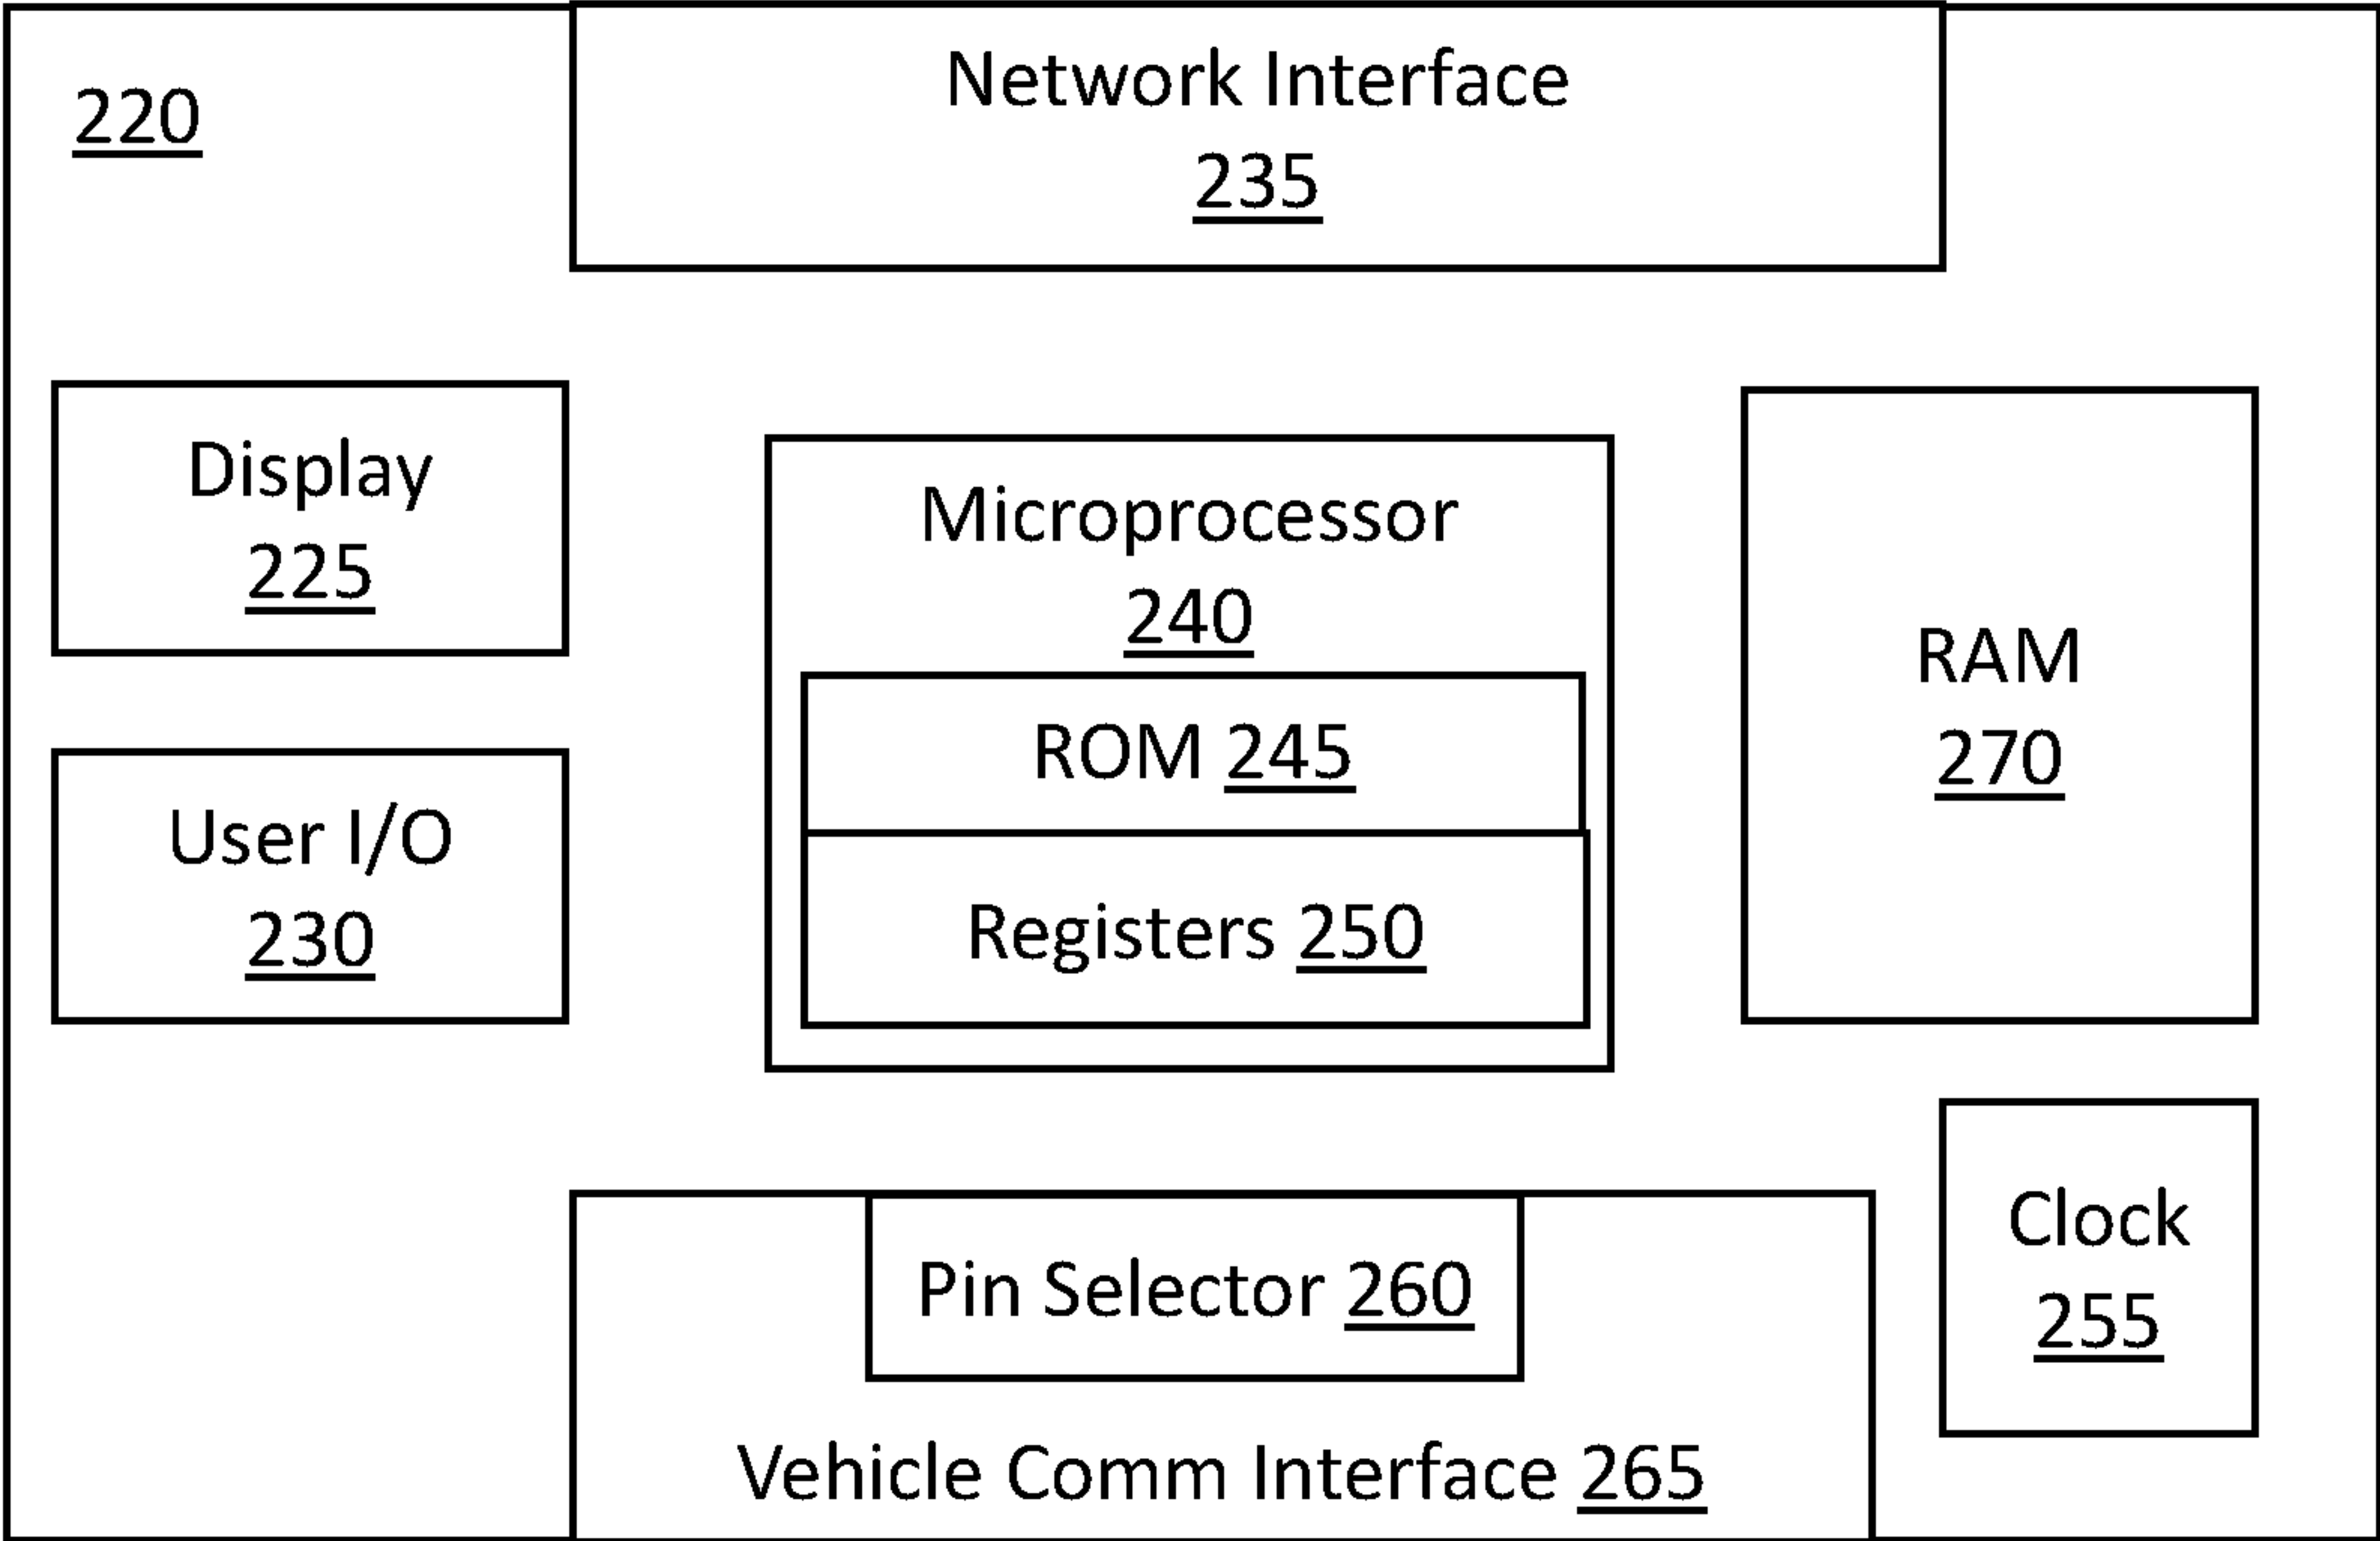 220
Network Interface
235
Display
225
User I/O
230
Microprocessor
240
ROM 245
Registers 250
RAM
270
Clock
255
Pin Selector 260
Vehicle Comm Interface 265